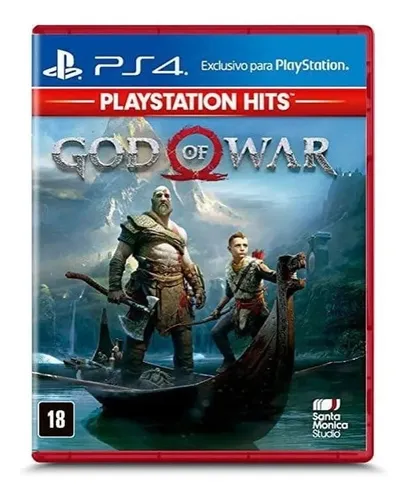 PS4 Exclusivo para PlayStation®
PLAYSTATION HITS
GOD OF WAR
18
Santa
Monica
Studio